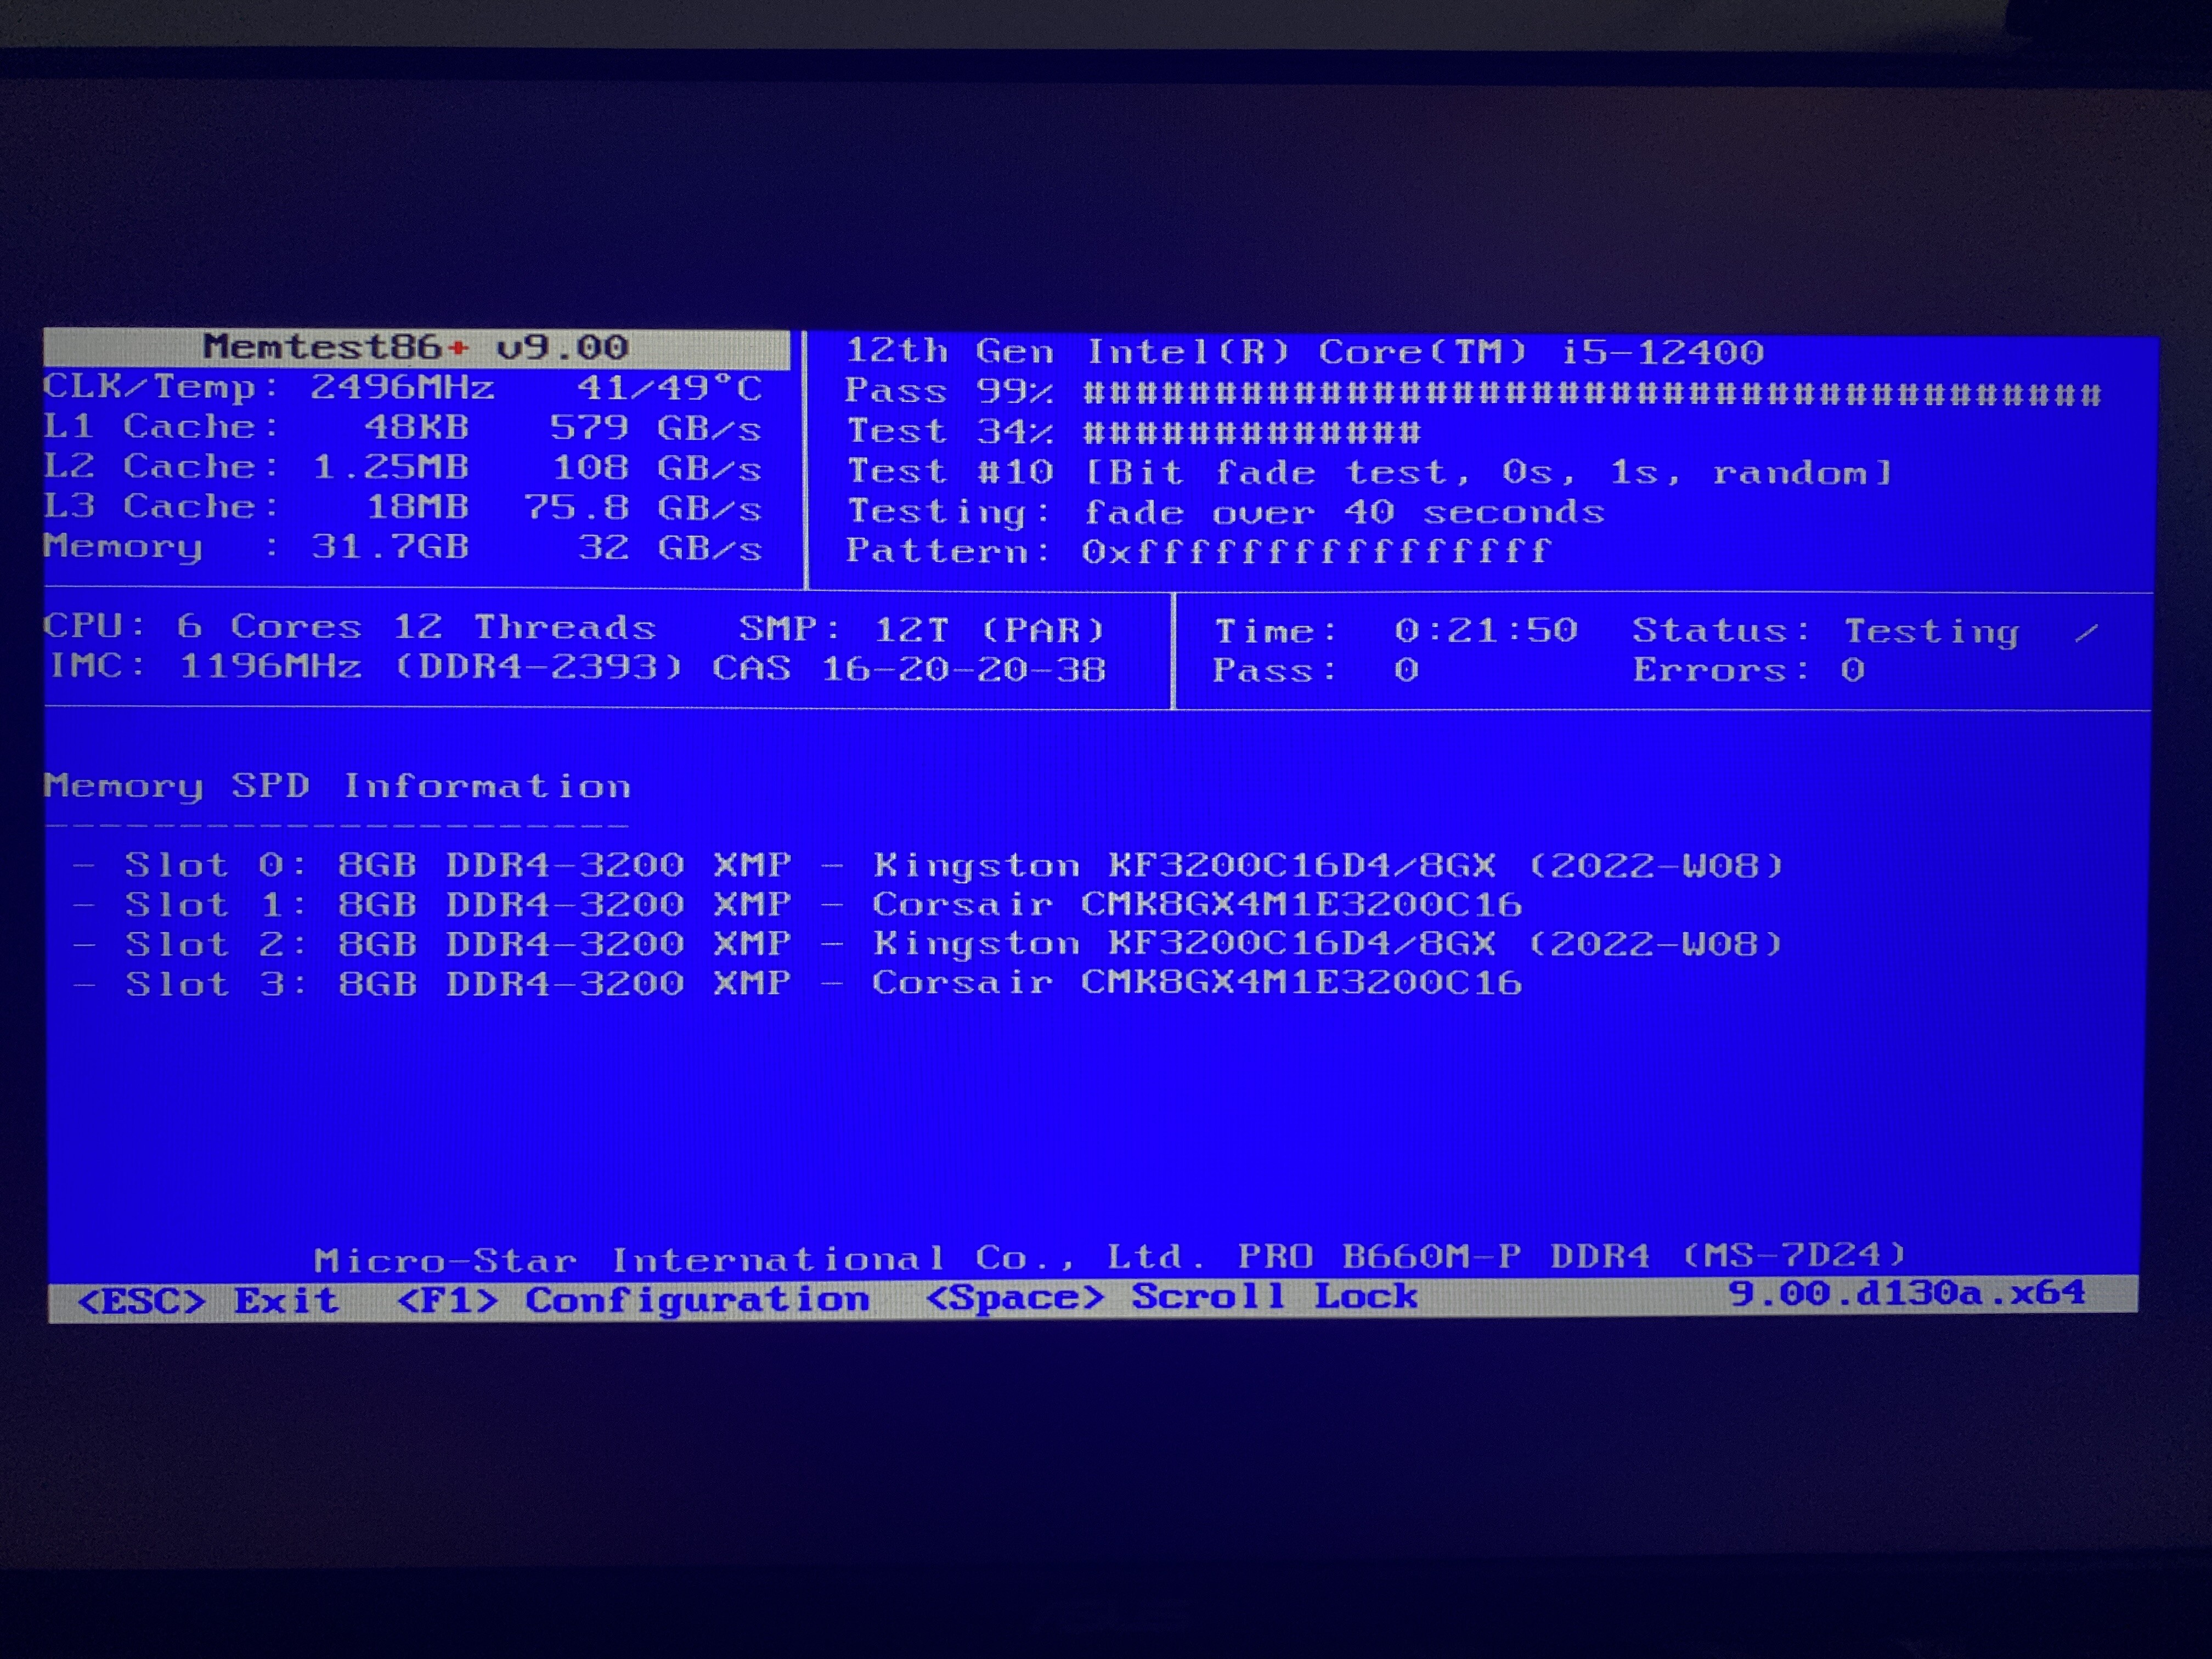 Memtest86+ v9.00
12th Gen Intel(R) Core(TM) i5-12400
CLK/Temp: 2496MHz 41/49°C
Pass 99% #######################################
L1 Cache: 48KB 579 GB/s
Test 34% #############
L2 Cache: 1.25MB 108 GB/s
Test #10 [Bit fade test, 0s, 1s, random]
L3 Cache: 18MB 75.8 GB/s
Testing: fade over 40 seconds
Memory : 31.7GB 32 GB/s
Pattern: 0xffffffffffffffff
CPU: 6 Cores 12 Threads SMP: 12T (PAR)
Time: 0:21:50 Status: Testing /
IMC: 1196MHz (DDR4-2393) CAS 16-20-20-38
Pass: 0 Errors: 0
Memory SPD Information
----------------------
- Slot 0: 8GB DDR4-3200 XMP - Kingston KF3200C16D4/8GX (2022-W08)
- Slot 1: 8GB DDR4-3200 XMP - Corsair CMK8GX4M1E3200C16
- Slot 2: 8GB DDR4-3200 XMP - Kingston KF3200C16D4/8GX (2022-W08)
- Slot 3: 8GB DDR4-3200 XMP - Corsair CMK8GX4M1E3200C16
Micro-Star International Co., Ltd. PRO B660M-P DDR4 (MS-7D24)
<ESC> Exit <F1> Configuration <Space> Scroll Lock 9.00.d130a.x64